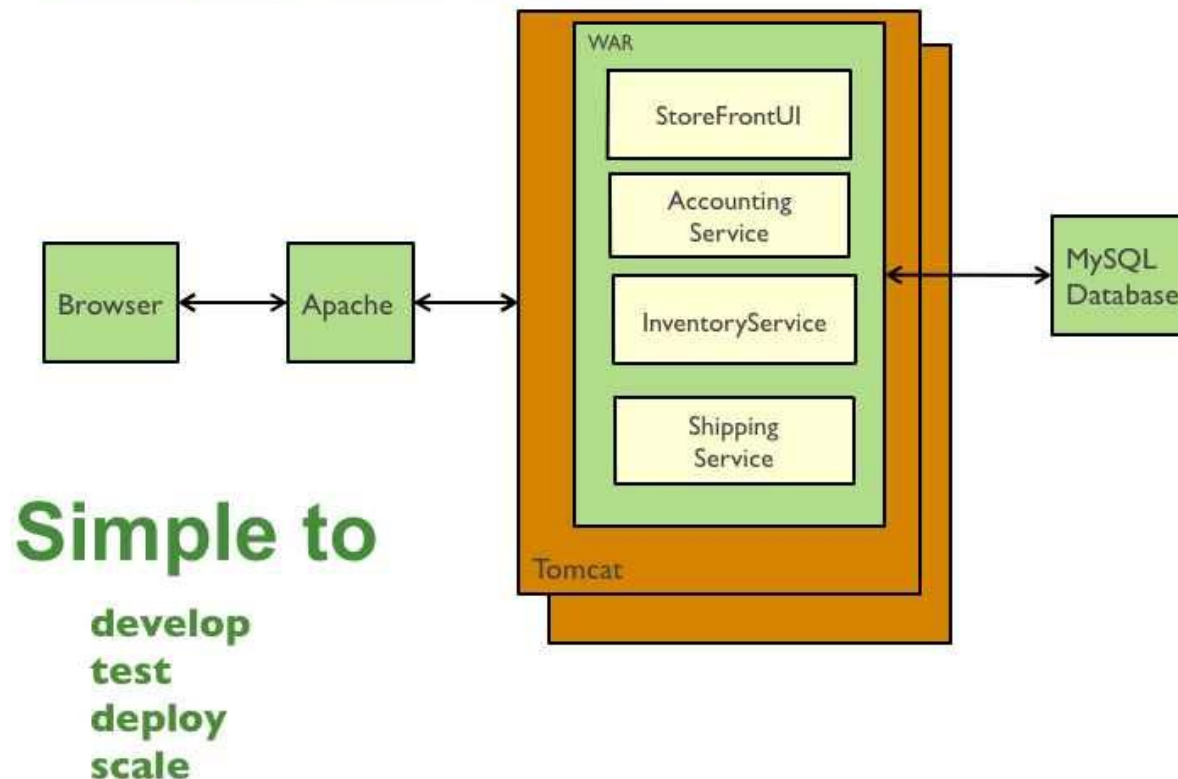 WAR
StoreFrontUI
Accounting
Service
InventoryService
Shipping
Service
Tomcat
Browser
Apache
MySQL
Database
Simple to
develop
test
deploy
scale